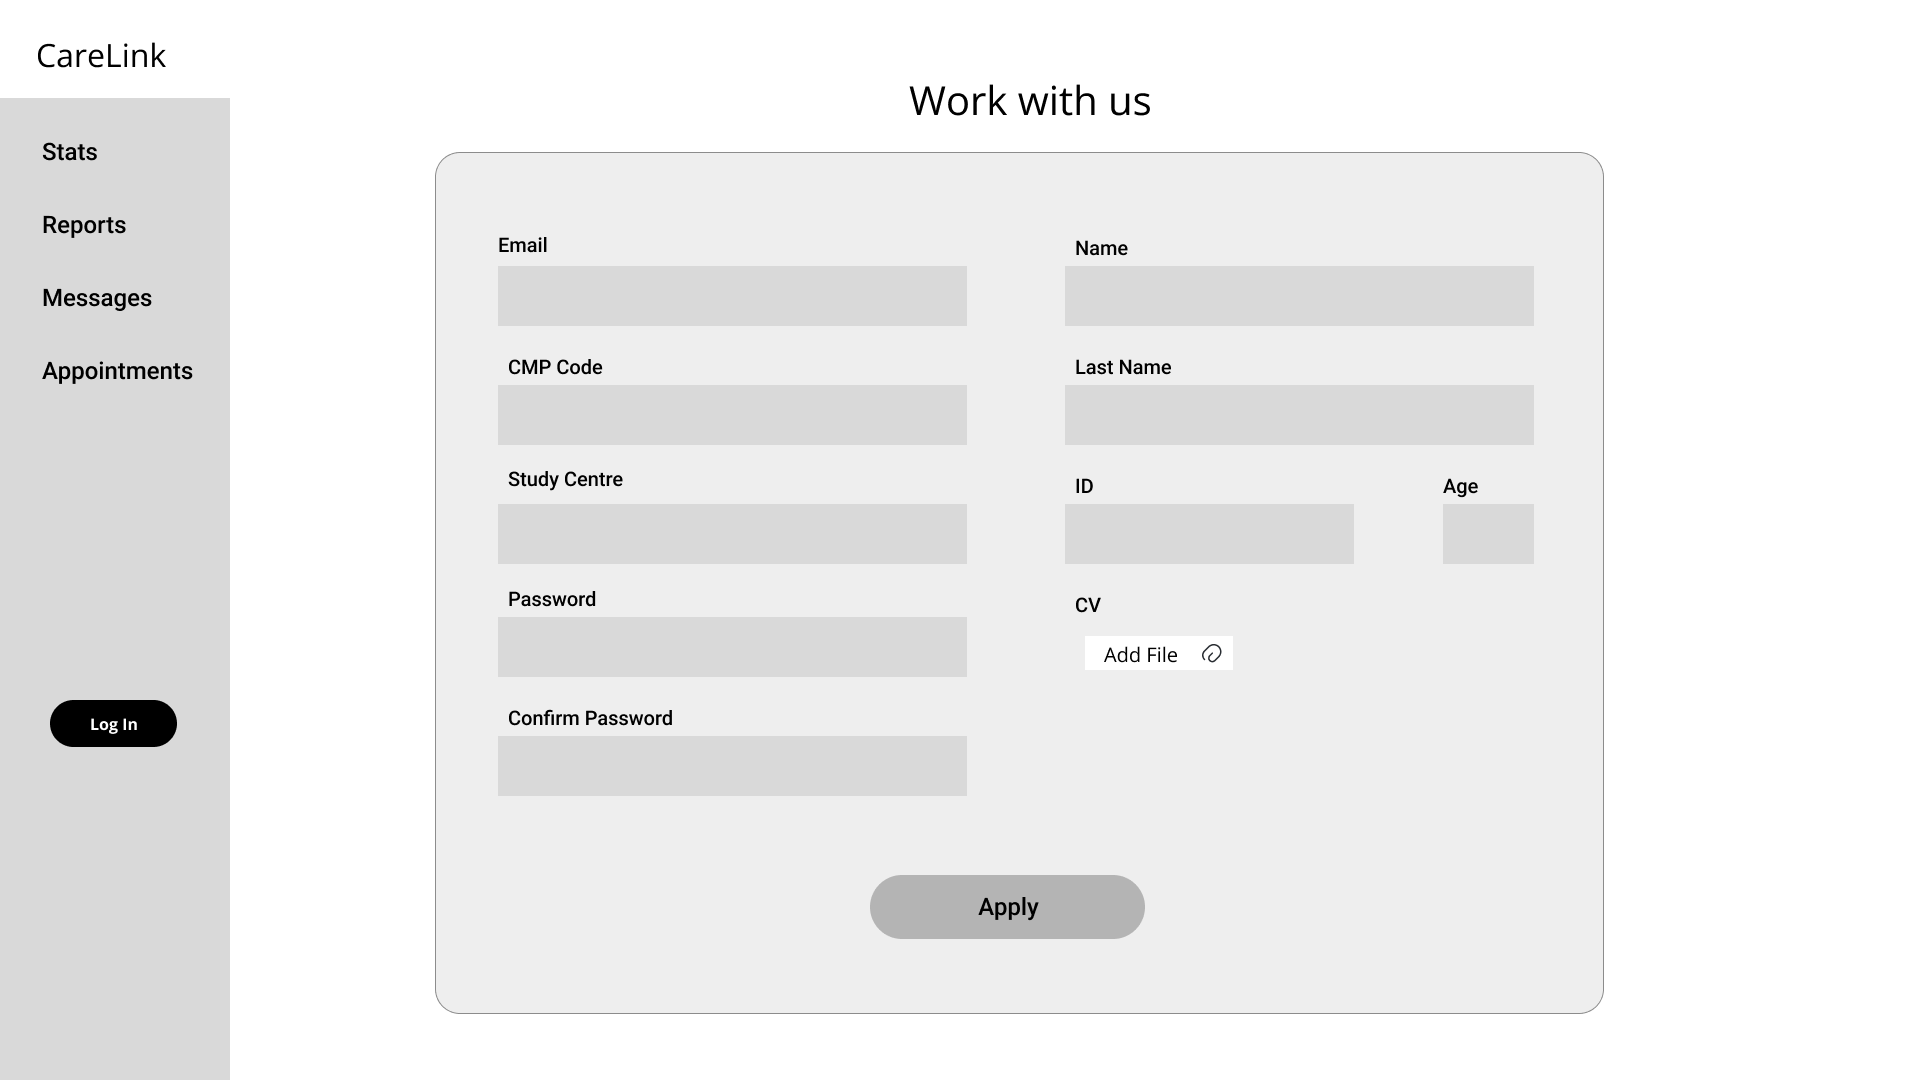 CareLink
Stats
Reports
Messages
Appointments
Log In
Work with us
Email
Name
CMP Code
Last Name
Study Centre
ID
Age
Password
CV
Add File
Confirm Password
Apply